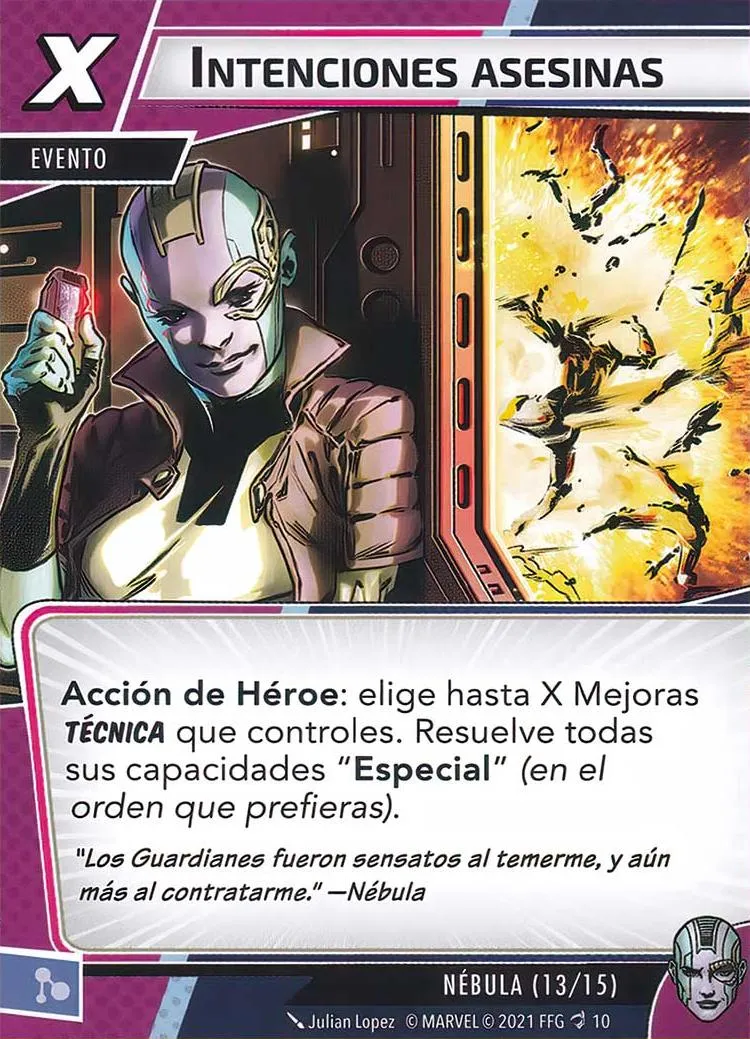 X
INTENCIONES ASESINAS
EVENTO
Acción de Héroe: elige hasta X Mejoras
TÉCNICA que controles. Resuelve todas
sus capacidades “Especial” (en el
orden que prefieras).
"Los Guardianes fueron sensatos al temerme, y aún
más al contratarme." —Nébula
NÉBULA (13/15)
Julian Lopez © MARVEL © 2021 FFG 10